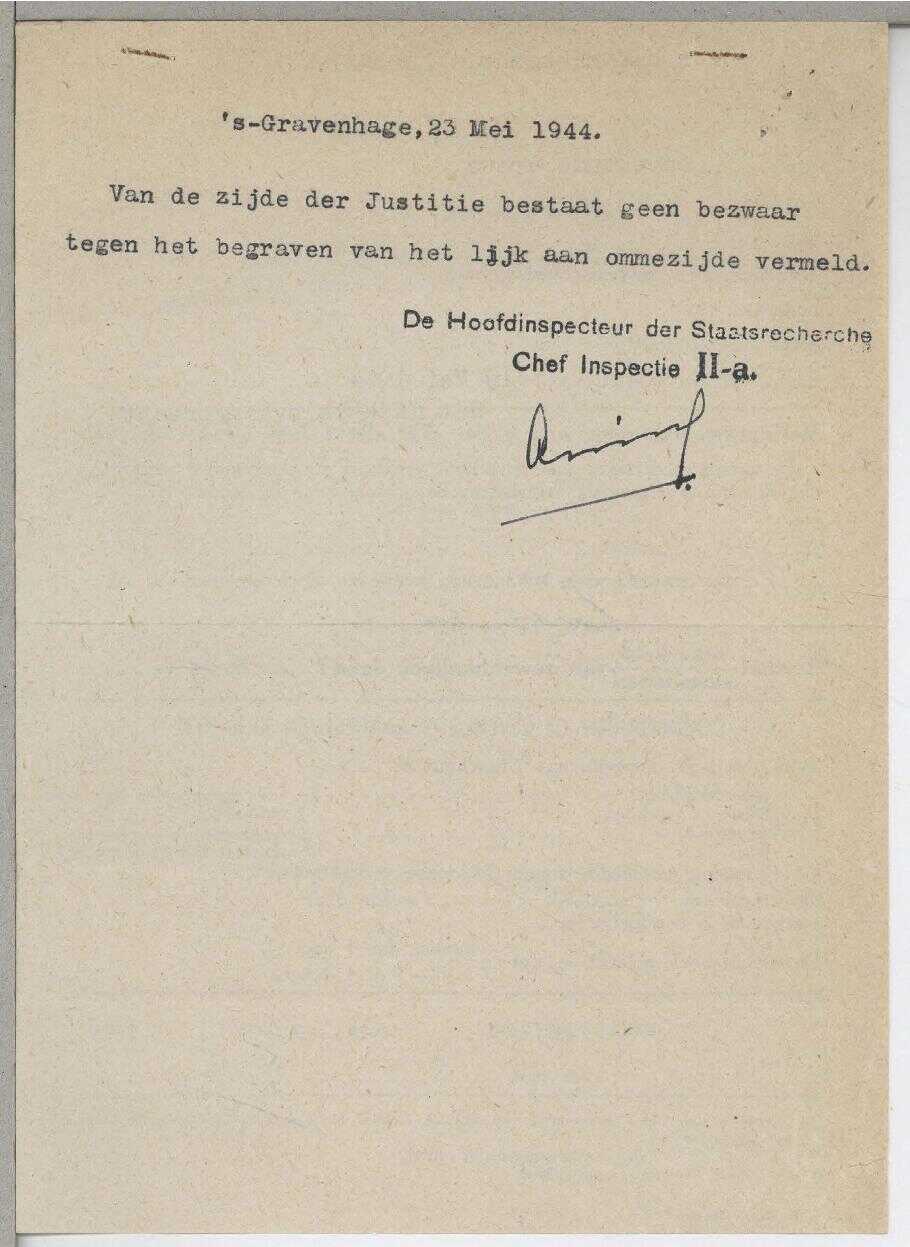 's-Gravenhage, 23 Mei 1944.
Van de zijde der Justitie bestaat geen bezwaar
tegen het begraven van het lijk aan ommezijde vermeld.
De Hoofdinspecteur der Staatsrecherche
Chef Inspectie II-a.